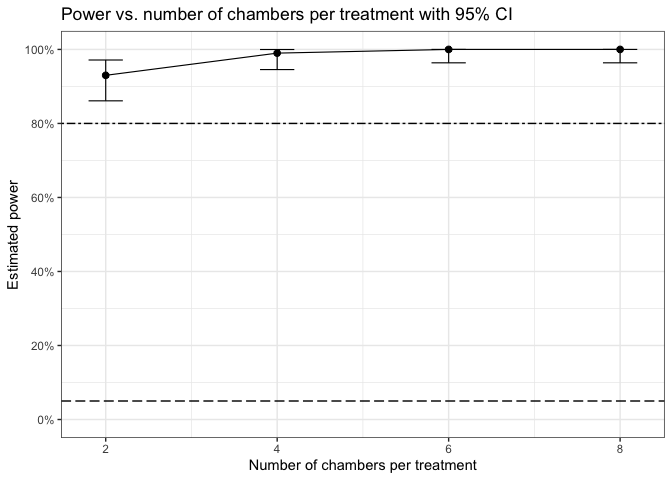 Power vs. number of chambers per treatment with 95% CI
100%
80%
60%
40%
20%
0%
Estimated power
2 4 6 8
Number of chambers per treatment